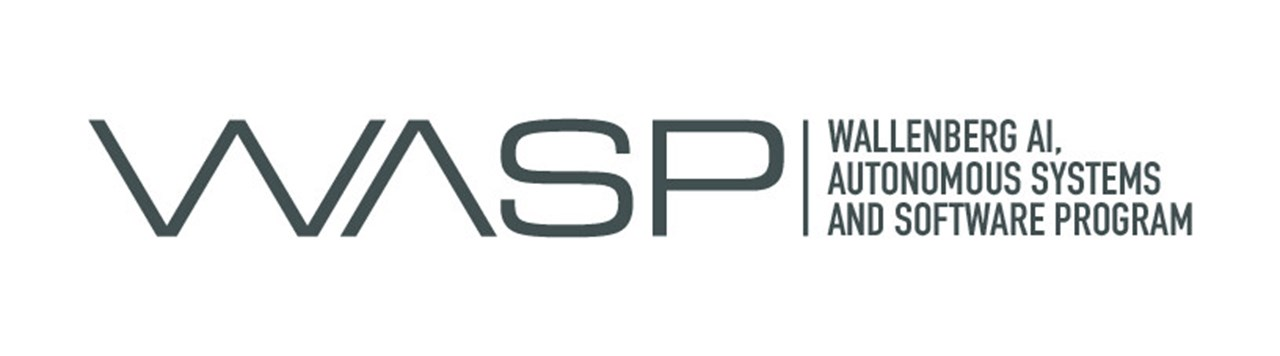 WASP
WALLENBERG AI,
AUTONOMOUS SYSTEMS
AND SOFTWARE PROGRAM